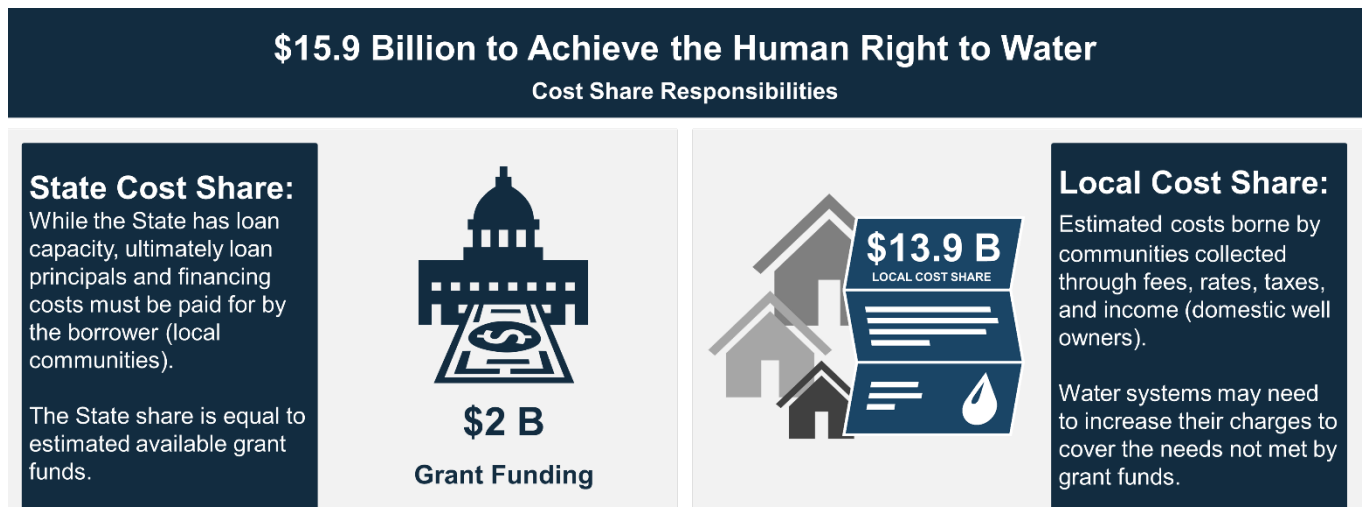 $15.9 Billion to Achieve the Human Right to Water
Cost Share Responsibilities
State Cost Share:
While the State has loan
capacity, ultimately loan
principals and financing
costs must be paid for by
the borrower (local
communities).
The State share is equal to
estimated available grant
funds.
$2 B
Grant Funding
$13.9 B
LOCAL COST SHARE
Local Cost Share:
Estimated costs borne by
communities collected
through fees, rates, taxes,
and income (domestic well
owners).
Water systems may need
to increase their charges to
cover the needs not met by
grant funds.